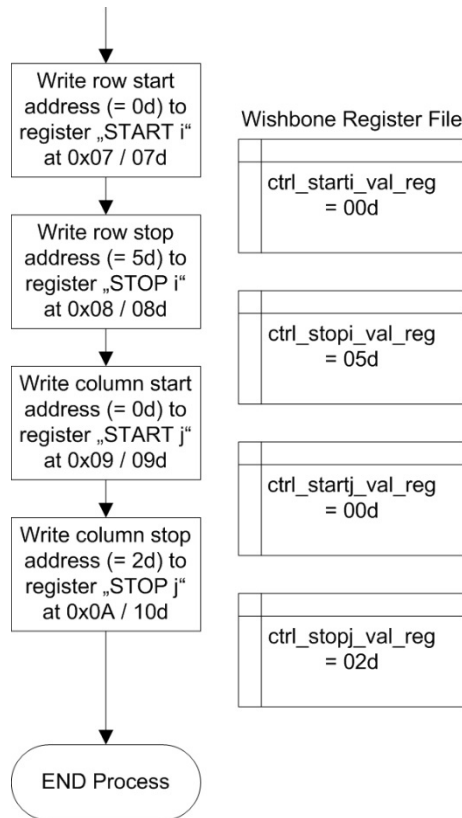 Write row start
address (= 0d) to
register „START i“
at 0x07 / 07d
Wishbone Register File
ctrl_starti_val_reg
= 00d
Write row stop
address (= 5d) to
register „STOP i“
at 0x08 / 08d
ctrl_stopi_val_reg
= 05d
Write column start
address (= 0d) to
register „START j“
at 0x09 / 09d
ctrl_startj_val_reg
= 00d
Write column stop
address (= 2d) to
register „STOP j“
at 0x0A / 10d
ctrl_stopj_val_reg
= 02d
END Process